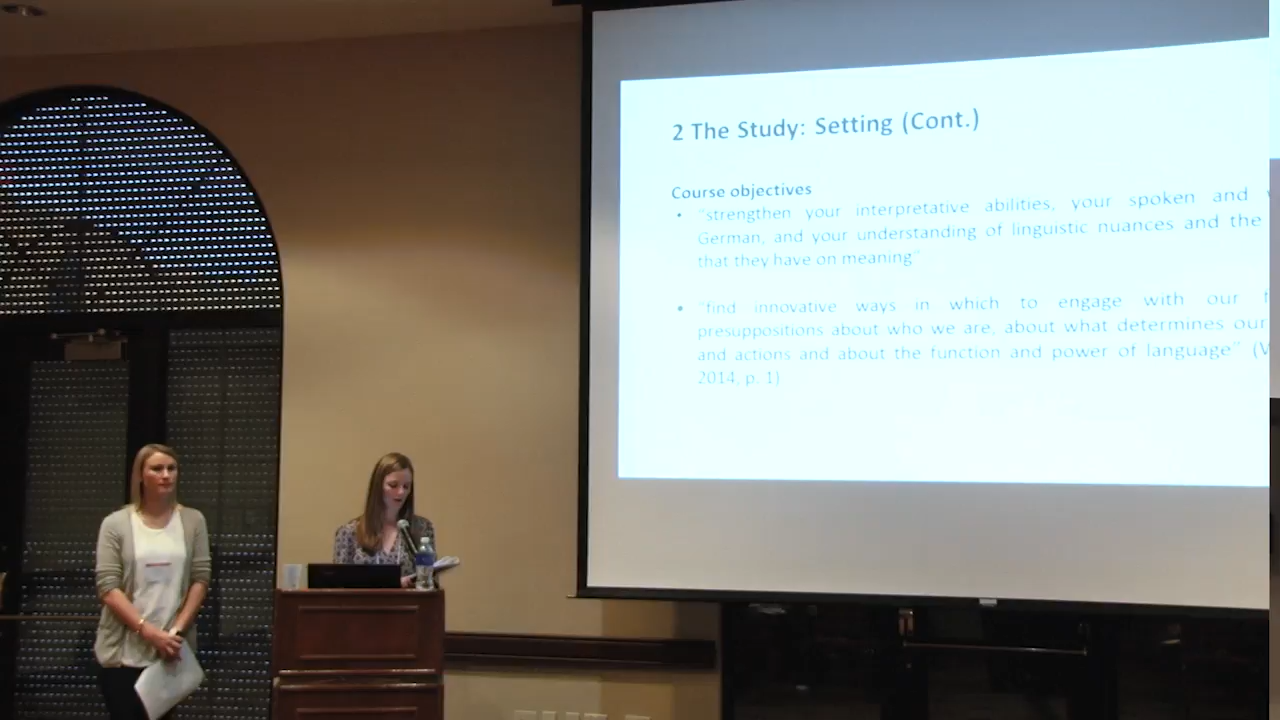 2 The Study: Setting (Cont.)
Course objectives
• "strengthen your interpretative abilities, your spoken and
German, and your understanding of linguistic nuances and the
that they have on meaning"
• "find innovative ways in which to engage with our
presuppositions about who we are, about what determines our
and actions and about the function and power of language" (V
2014, p. 1)